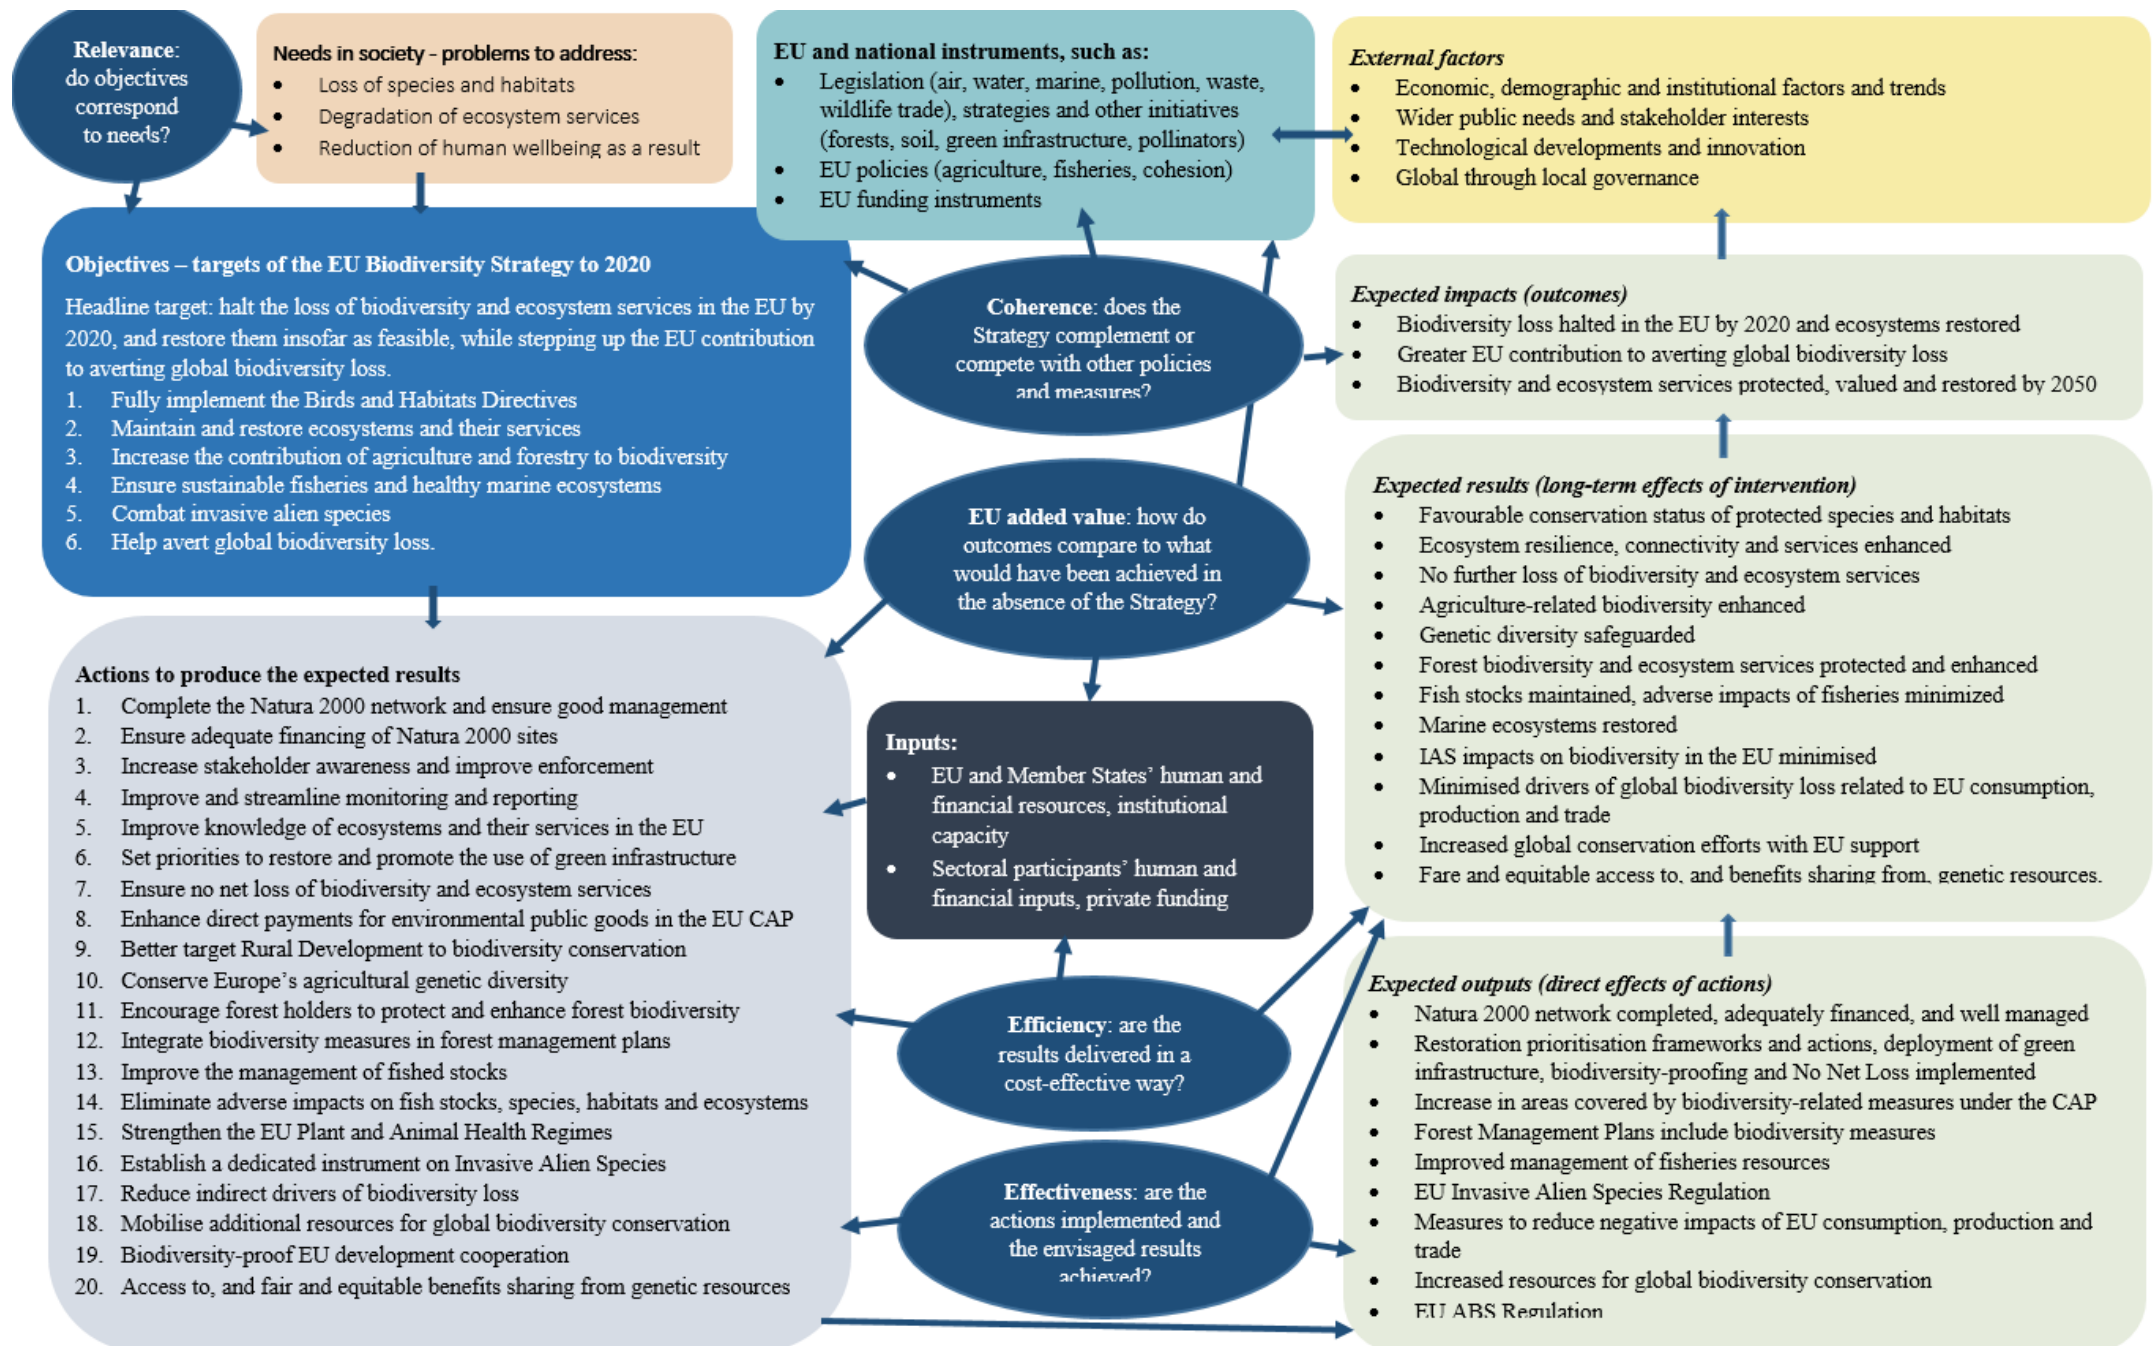 Relevance:
do objectives
correspond
to needs?
Needs in society - problems to address:
• Loss of species and habitats
• Degradation of ecosystem services
• Reduction of human wellbeing as a result
EU and national instruments, such as:
• Legislation (air, water, marine, pollution, waste,
wildlife trade), strategies and other initiatives
(forests, soil, green infrastructure, pollinators)
• EU policies (agriculture, fisheries, cohesion)
• EU funding instruments
External factors
• Economic, demographic and institutional factors and trends
• Wider public needs and stakeholder interests
• Technological developments and innovation
• Global through local governance
Objectives – targets of the EU Biodiversity Strategy to 2020
Headline target: halt the loss of biodiversity and ecosystem services in the EU by
2020, and restore them insofar as feasible, while stepping up the EU contribution
to averting global biodiversity loss.
1. Fully implement the Birds and Habitats Directives
2. Maintain and restore ecosystems and their services
3. Increase the contribution of agriculture and forestry to biodiversity
4. Ensure sustainable fisheries and healthy marine ecosystems
5. Combat invasive alien species
6. Help avert global biodiversity loss.
Coherence: does the
Strategy complement or
compete with other policies
and measures?
Expected impacts (outcomes)
• Biodiversity loss halted in the EU by 2020 and ecosystems restored
• Greater EU contribution to averting global biodiversity loss
• Biodiversity and ecosystem services protected, valued and restored by 2050
EU added value: how do
outcomes compare to what
would have been achieved in
the absence of the Strategy?
Expected results (long-term effects of intervention)
• Favourable conservation status of protected species and habitats
• Ecosystem resilience, connectivity and services enhanced
• No further loss of biodiversity and ecosystem services
• Agriculture-related biodiversity enhanced
• Genetic diversity safeguarded
• Forest biodiversity and ecosystem services protected and enhanced
• Fish stocks maintained, adverse impacts of fisheries minimized
• Marine ecosystems restored
• IAS impacts on biodiversity in the EU minimised
• Minimised drivers of global biodiversity loss related to EU consumption,
production and trade
• Increased global conservation efforts with EU support
• Fare and equitable access to, and benefits sharing from, genetic resources.
Actions to produce the expected results
1. Complete the Natura 2000 network and ensure good management
2. Ensure adequate financing of Natura 2000 sites
3. Increase stakeholder awareness and improve enforcement
4. Improve and streamline monitoring and reporting
5. Improve knowledge of ecosystems and their services in the EU
6. Set priorities to restore and promote the use of green infrastructure
7. Ensure no net loss of biodiversity and ecosystem services
8. Enhance direct payments for environmental public goods in the EU CAP
9. Better target Rural Development to biodiversity conservation
10. Conserve Europe’s agricultural genetic diversity
11. Encourage forest holders to protect and enhance forest biodiversity
12. Integrate biodiversity measures in forest management plans
13. Improve the management of fished stocks
14. Eliminate adverse impacts on fish stocks, species, habitats and ecosystems
15. Strengthen the EU Plant and Animal Health Regimes
16. Establish a dedicated instrument on Invasive Alien Species
17. Reduce indirect drivers of biodiversity loss
18. Mobilise additional resources for global biodiversity conservation
19. Biodiversity-proof EU development cooperation
20. Access to, and fair and equitable benefits sharing from genetic resources
Inputs:
• EU and Member States’ human and
financial resources, institutional
capacity
• Sectoral participants’ human and
financial inputs, private funding
Efficiency: are the
results delivered in a
cost-effective way?
Effectiveness: are the
actions implemented and
the envisaged results
achieved?
Expected outputs (direct effects of actions)
• Natura 2000 network completed, adequately financed, and well managed
• Restoration prioritisation frameworks and actions, deployment of green
infrastructure, biodiversity-proofing and No Net Loss implemented
• Increase in areas covered by biodiversity-related measures under the CAP
• Forest Management Plans include biodiversity measures
• Improved management of fisheries resources
• EU Invasive Alien Species Regulation
• Measures to reduce negative impacts of EU consumption, production and
trade
• Increased resources for global biodiversity conservation
• EU ABS Regulation